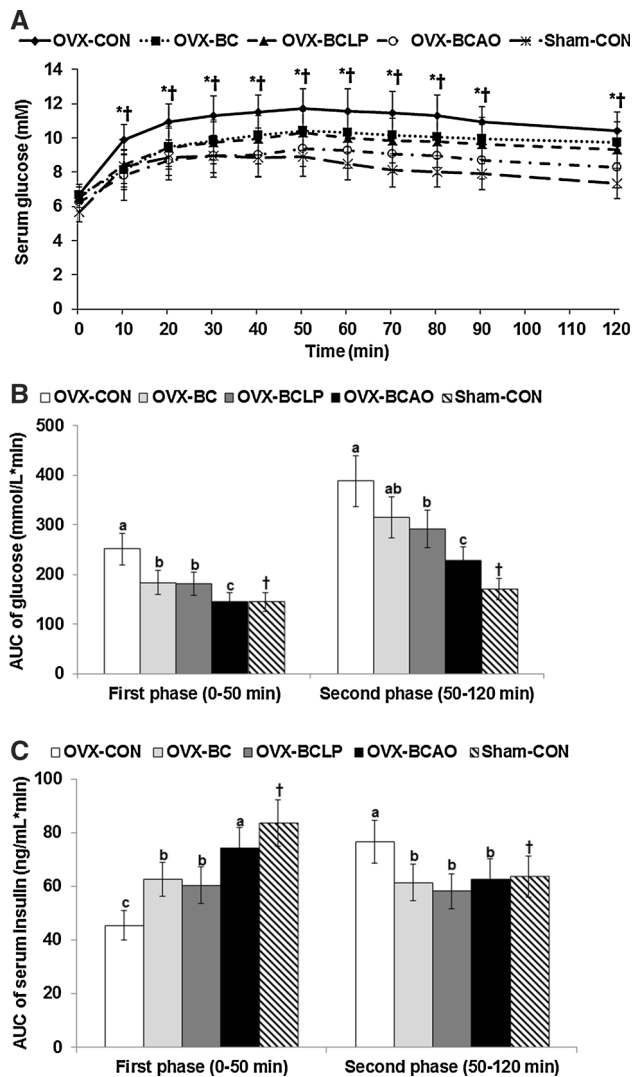 A
OVX-CON OVX-BC OVX-BCLP OVX-BCAO Sham-CON
Serum glucose (mM)
14
12
10
8
6
4
2
0
*† *† *† *† *† *† *† *† *† *†
0 10 20 30 40 50 60 70 80 90 100 110 120
Time (min)
B
OVX-CON OVX-BC OVX-BCLP OVX-BCAO Sham-CON
AUC of glucose (mmol/L*min)
500
400
300
200
100
0
a b b c †
a ab b c †
First phase (0-50 min) Second phase (50-120 min)
C
OVX-CON OVX-BC OVX-BCLP OVX-BCAO Sham-CON
AUC of serum insulin (ng/mL*min)
100
80
60
40
20
0
c b b a †
a b b b †
First phase (0-50 min) Second phase (50-120 min)